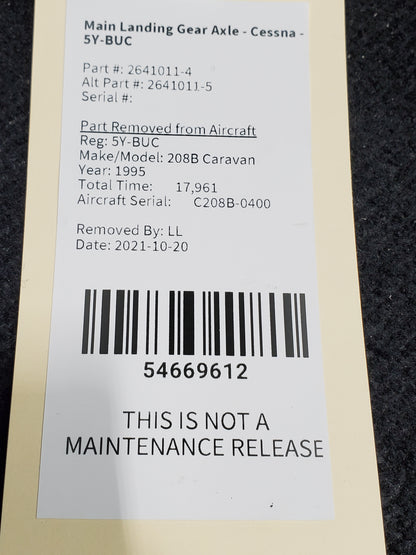 Main Landing Gear Axle - Cessna -
5Y-BUC
Part #: 2641011-4
Alt Part #: 2641011-5
Serial #:
Part Removed from Aircraft
Reg: 5Y-BUC
Make/Model: 208B Caravan
Year: 1995
Total Time: 17,961
Aircraft Serial: C208B-0400
Removed By: LL
Date: 2021-10-20
54669612
THIS IS NOT A
MAINTENANCE RELEASE